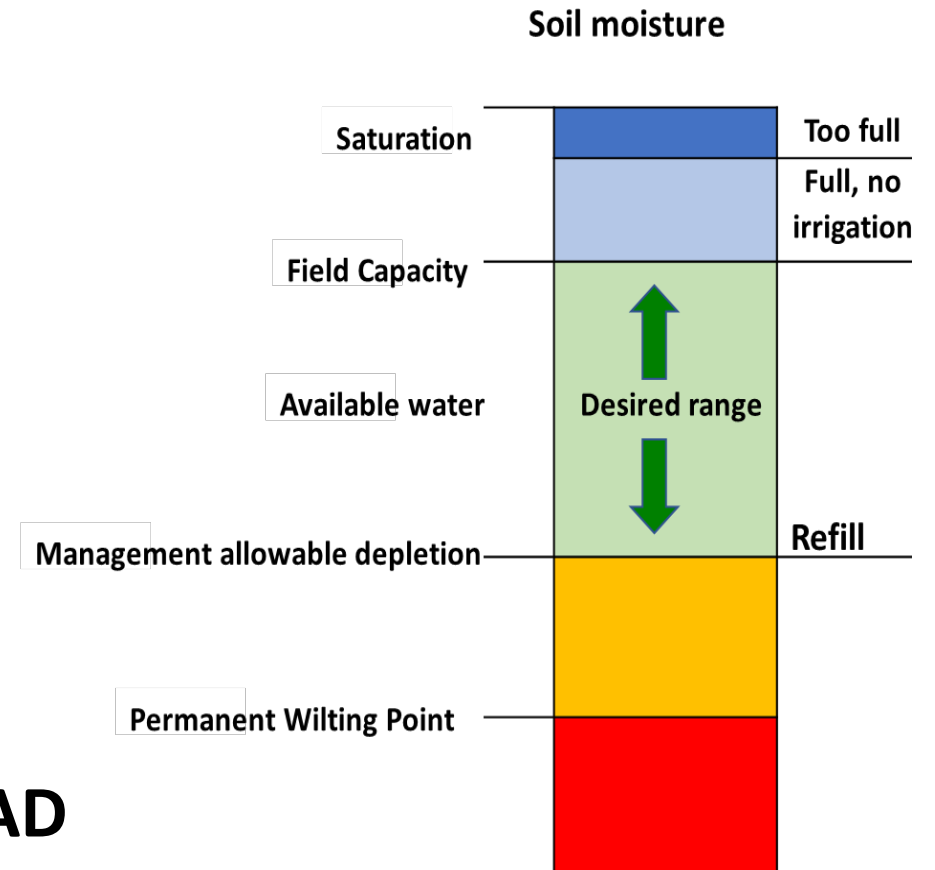 Soil moisture
Saturation
Too full
Full, no
irrigation
Field Capacity
Available water
Desired range
Refill
Management allowable depletion
Permanent Wilting Point
AD